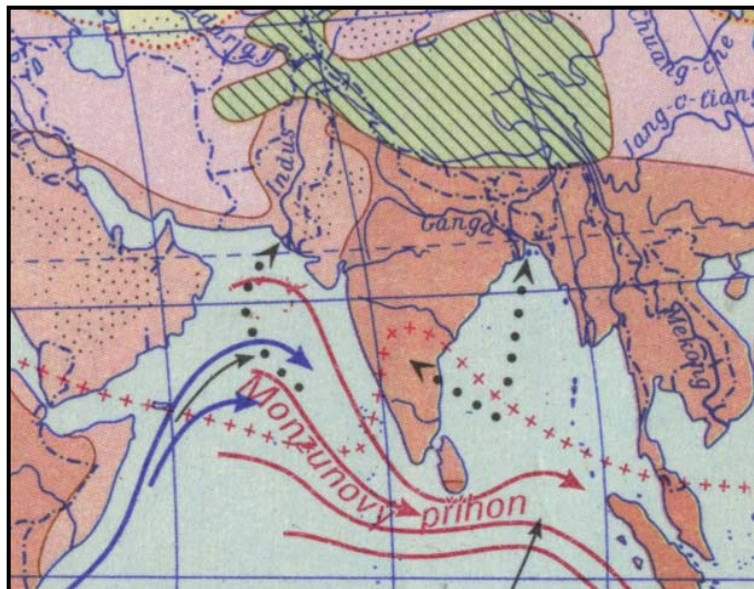 Chuang-che
Jang-c-tiang
Indus
Ganga
Mekong
Monzunový příhon